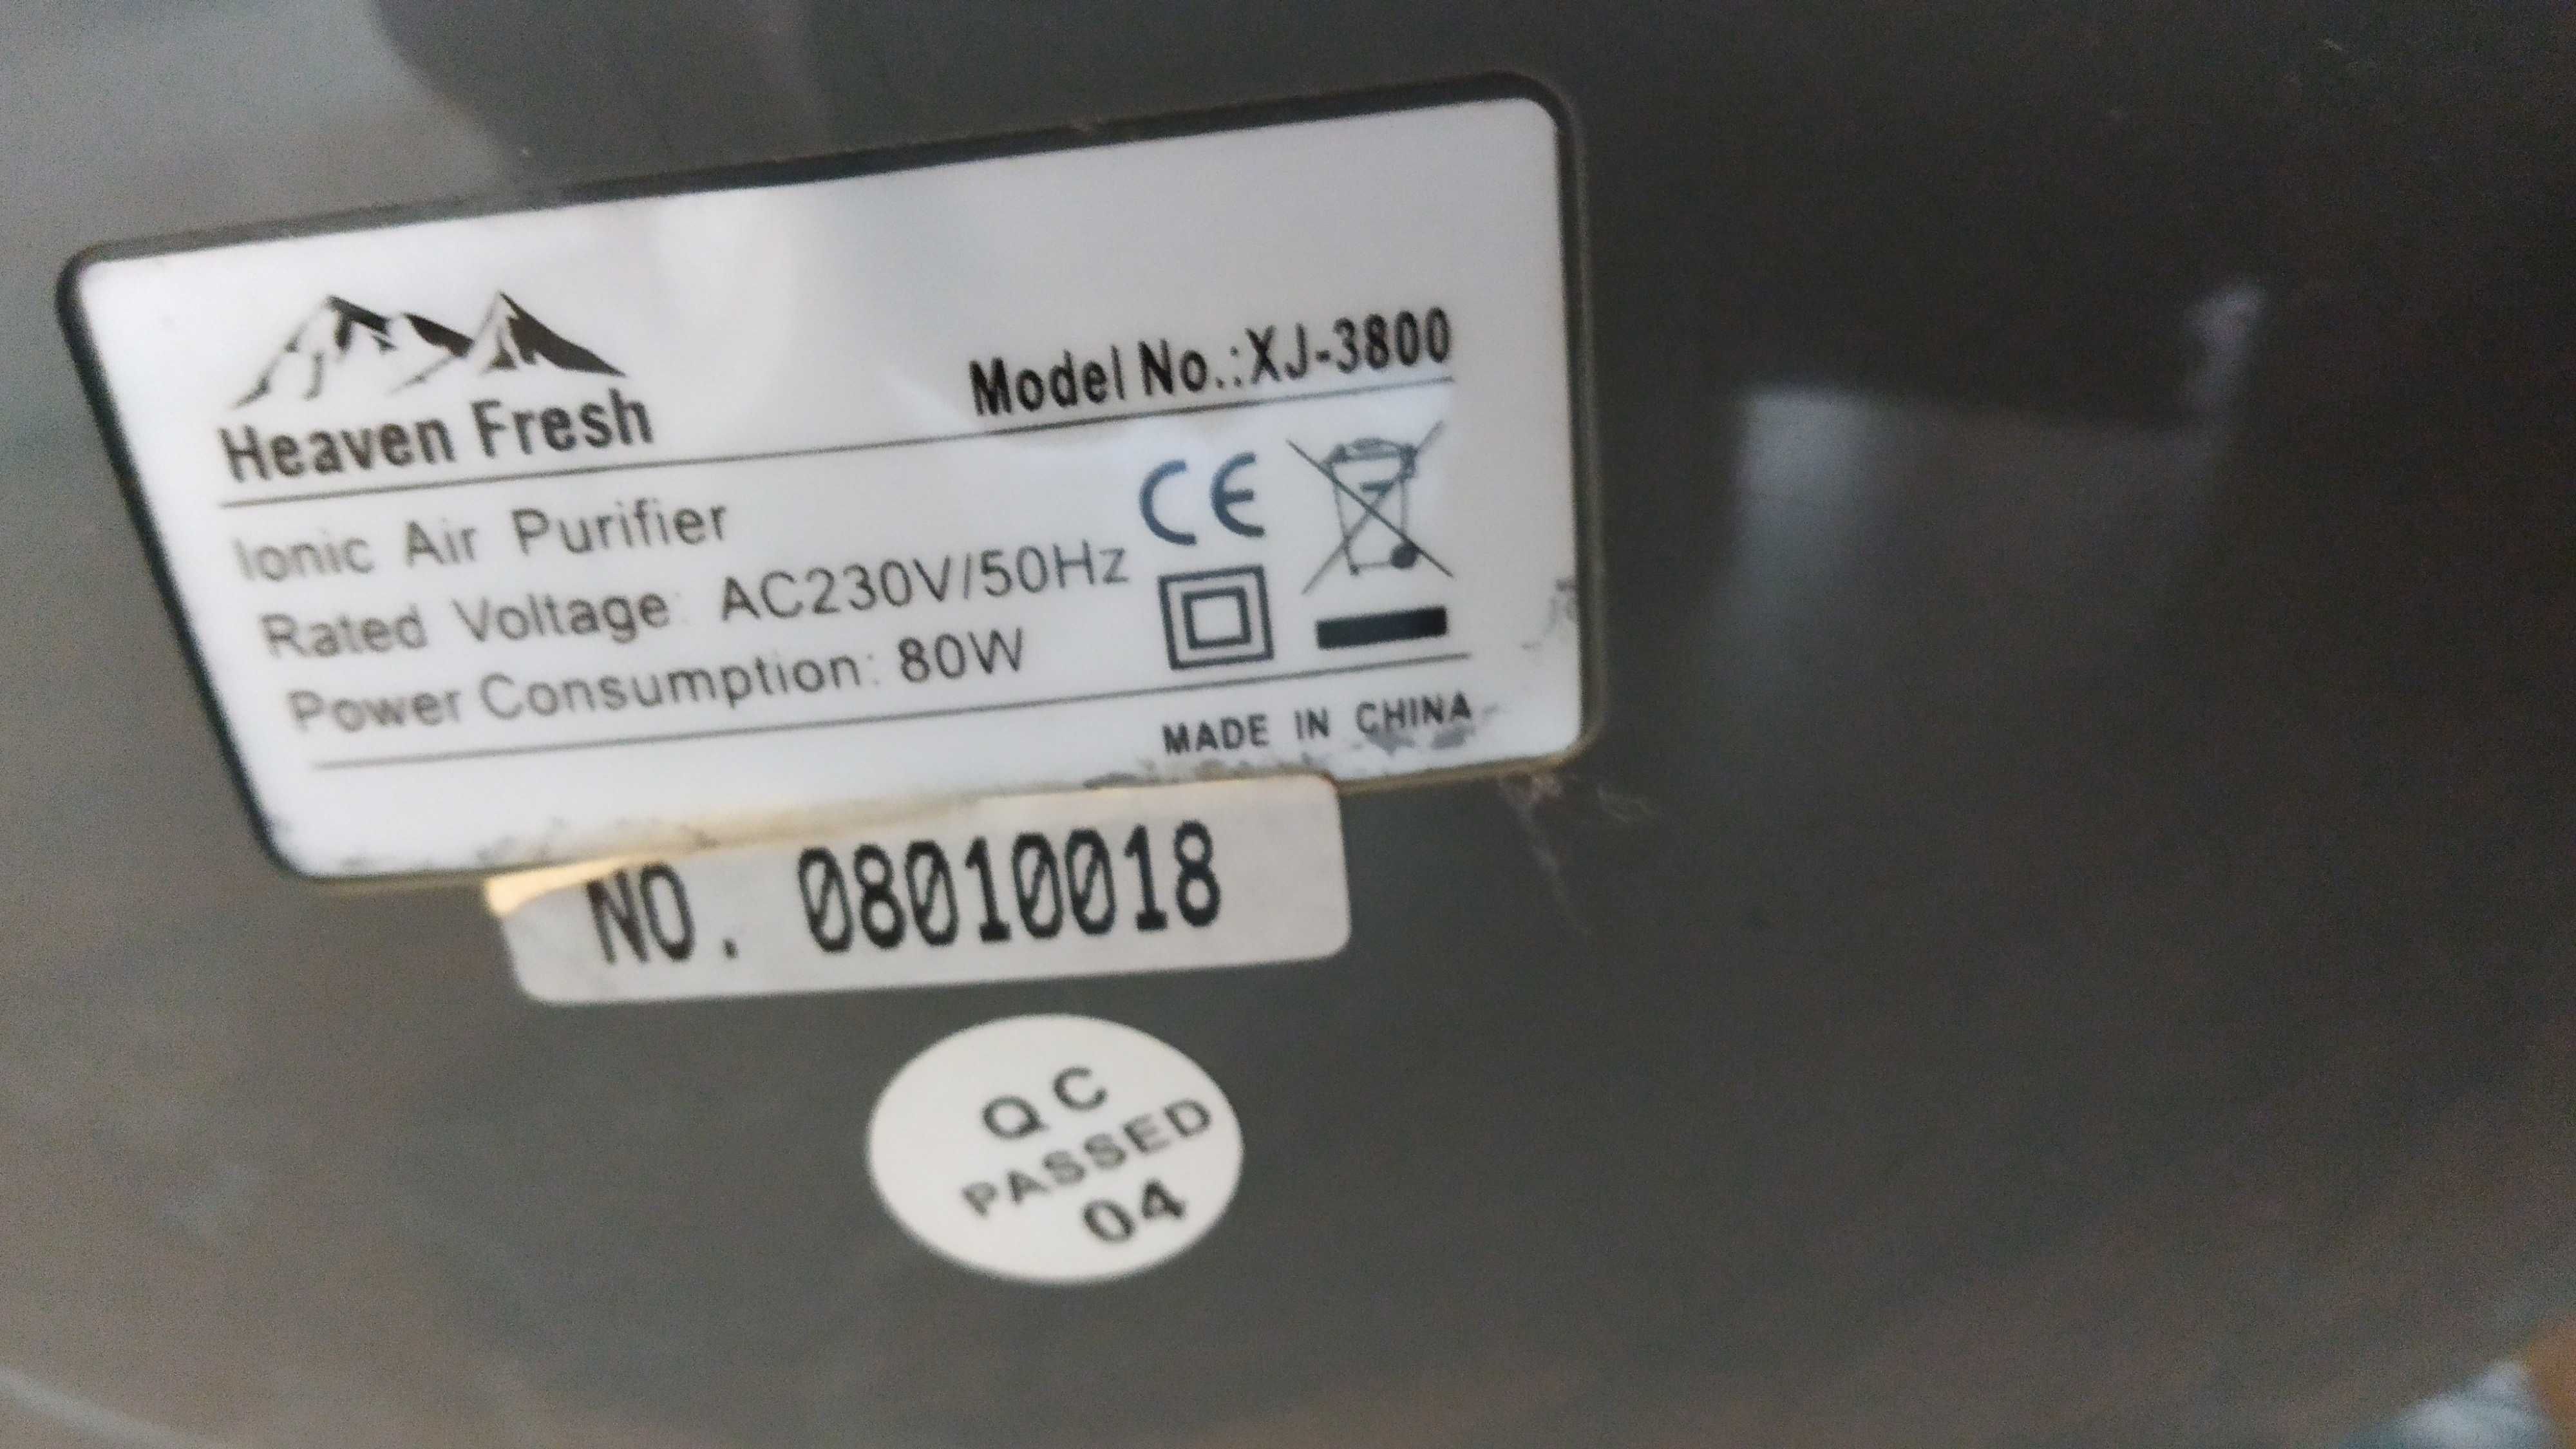 Heaven Fresh
Model No.:XJ-3800
Ionic Air Purifier
Rated Voltage: AC230V/50Hz
Power Consumption: 80W
CE
MADE IN CHINA
NO. 08010018
QC
PASSED
04